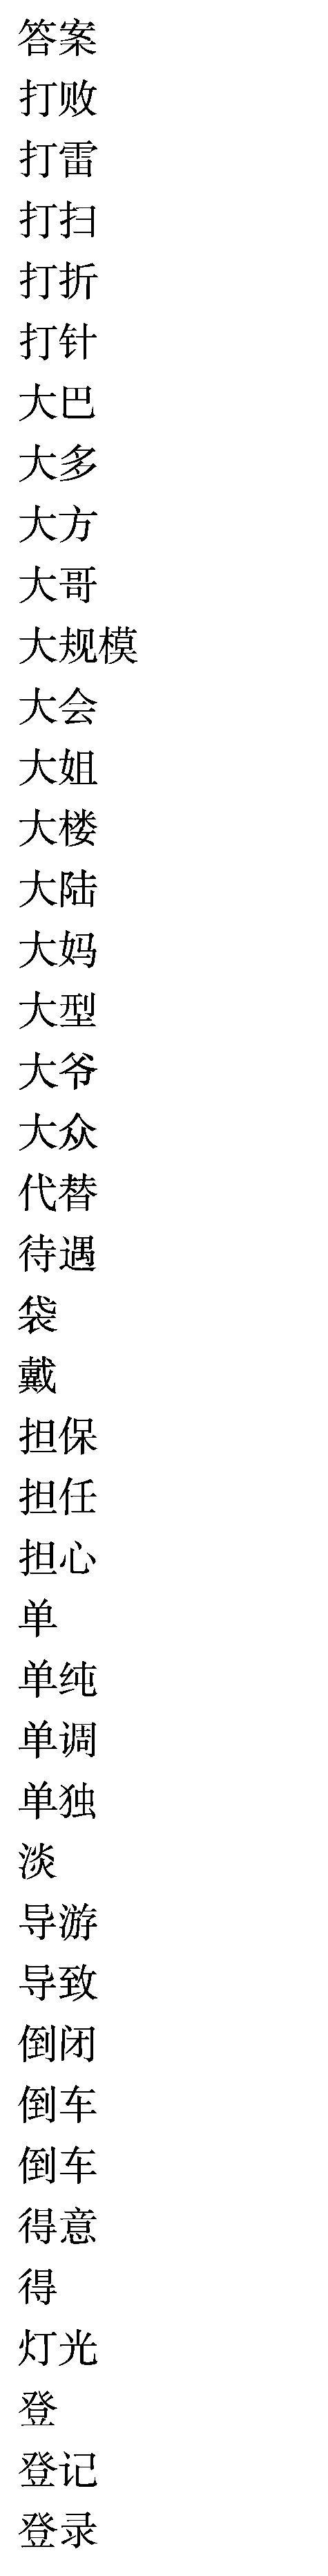 答案
打败
打雷
打扫
打折
打针
大巴
大多
大方
大哥
大规模
大会
大姐
大楼
大陆
大妈
大型
大爷
大众
代替
待遇
袋
戴
担保
担任
担心
单
单纯
单调
单独
淡
导游
导致
倒闭
倒车
倒车
得意
得
灯光
登
登记
登录